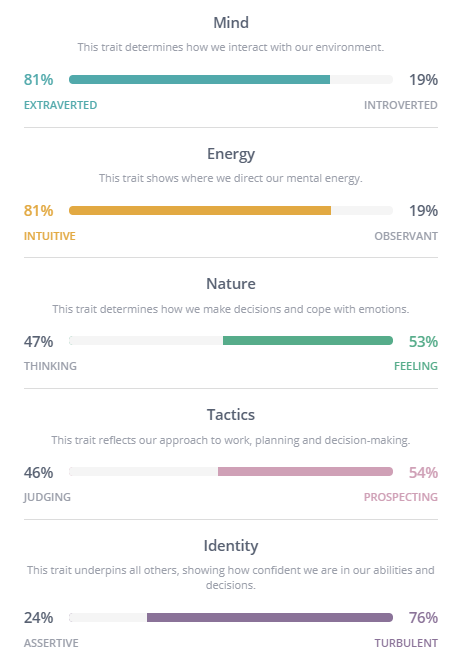 Mind
This trait determines how we interact with our environment.
81% 19%
EXTRAVERTED INTROVERTED
Energy
This trait shows where we direct our mental energy.
81% 19%
INTUITIVE OBSERVANT
Nature
This trait determines how we make decisions and cope with emotions.
47% 53%
THINKING FEELING
Tactics
This trait reflects our approach to work, planning and decision-making.
46% 54%
JUDGING PROSPECTING
Identity
This trait underpins all others, showing how confident we are in our abilities and
decisions.
24% 76%
ASSERTIVE TURBULENT